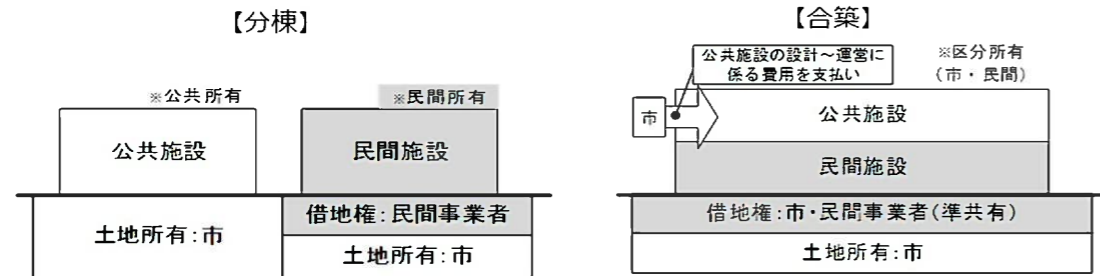 【分棟】
※公共所有
※民間所有
公共施設
民間施設
借地権:民間事業者
土地所有:市
土地所有:市
【合築】
公共施設の設計～運営に
係る費用を支払い
※区分所有
(市・民間)
市
公共施設
民間施設
借地権:市・民間事業者(準共有)
土地所有:市